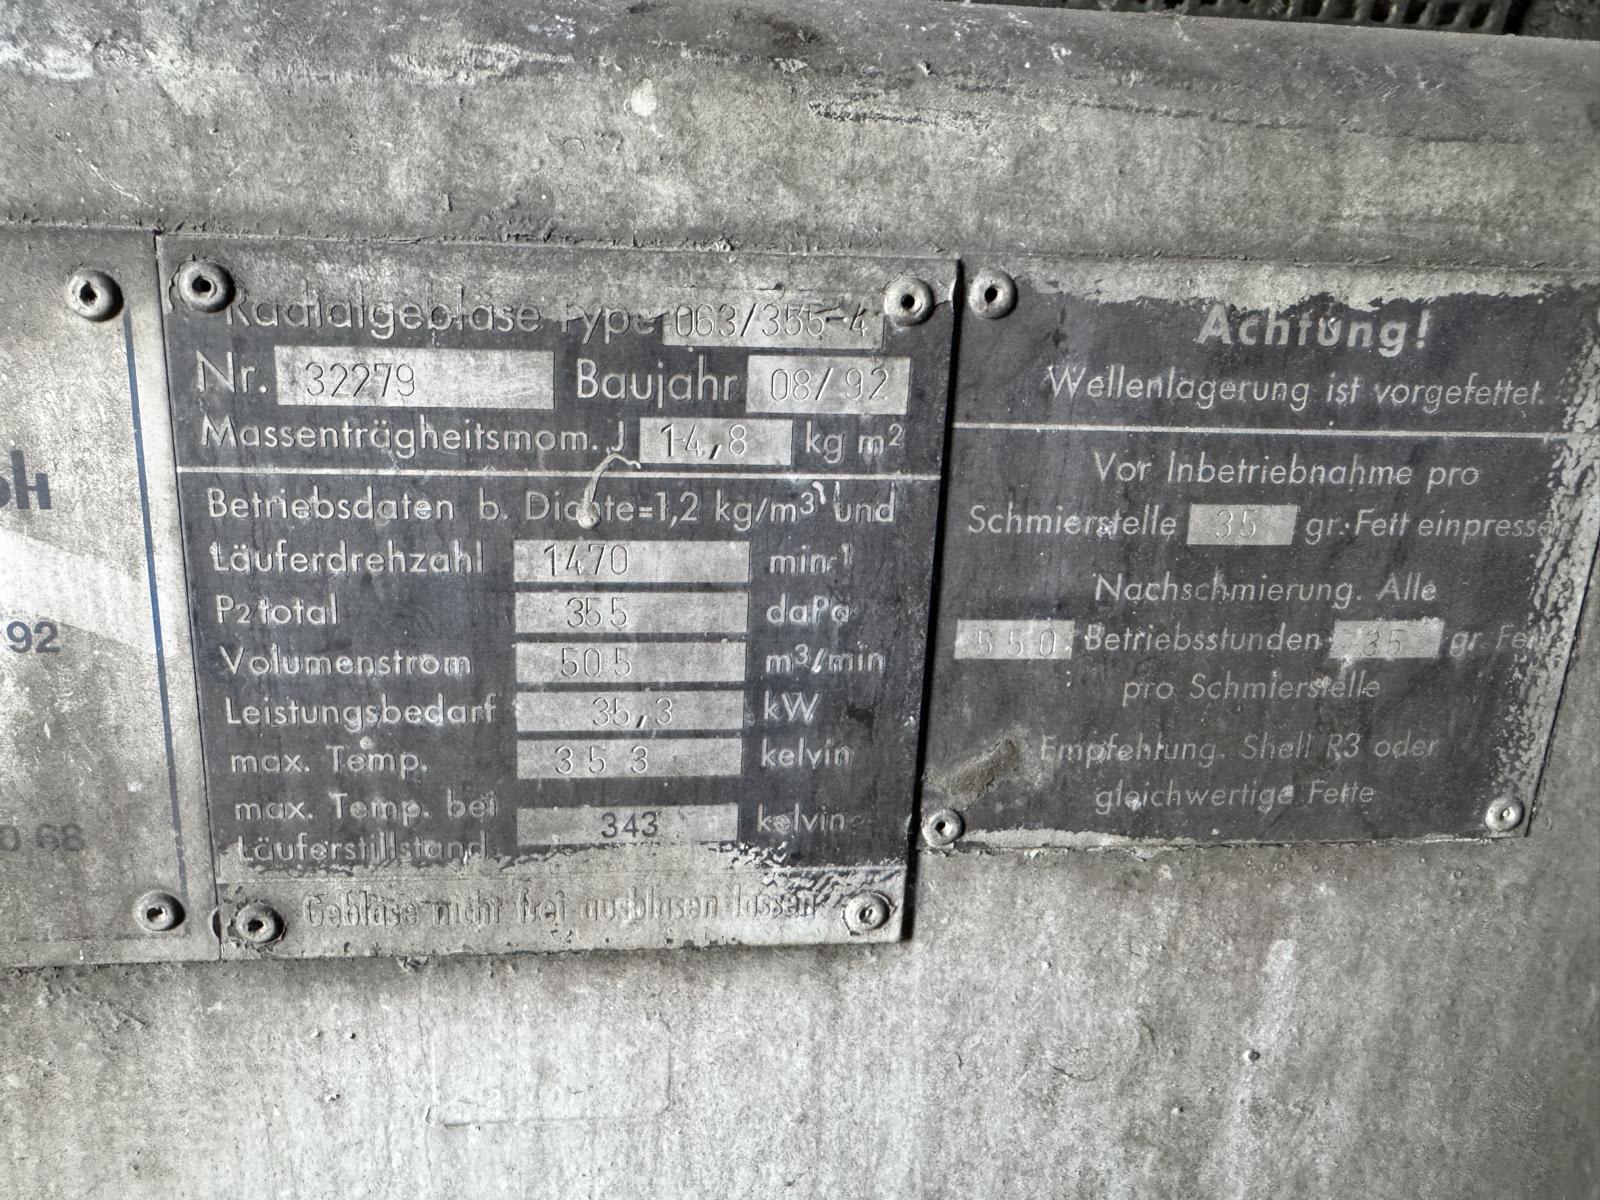 bH
92
0 68
Radialgebläse Type 063/355-4
Nr. 32279 Baujahr 08/92
Massenträgheitsmom. J 14,8 kg m²
Betriebsdaten b. Dichte=1,2 kg/m³ und
Läuferdrehzahl 1470 min-1
P2 total 355 daPa
Volumenstrom 505 m³/min
Leistungsbedarf 35,3 kW
max. Temp. 353 kelvin
max. Temp. bei
Läuferstillstand 343 kelvin
Gebläse nicht frei ausblasen lassen
Achtung!
Wellenlagerung ist vorgefettet.
Vor Inbetriebnahme pro
Schmierstelle 35 gr. Fett einpresse
Nachschmierung. Alle
550 Betriebsstunden 35 gr. Fett
pro Schmierstelle
Empfehlung. Shell R3 oder
gleichwertige Fette